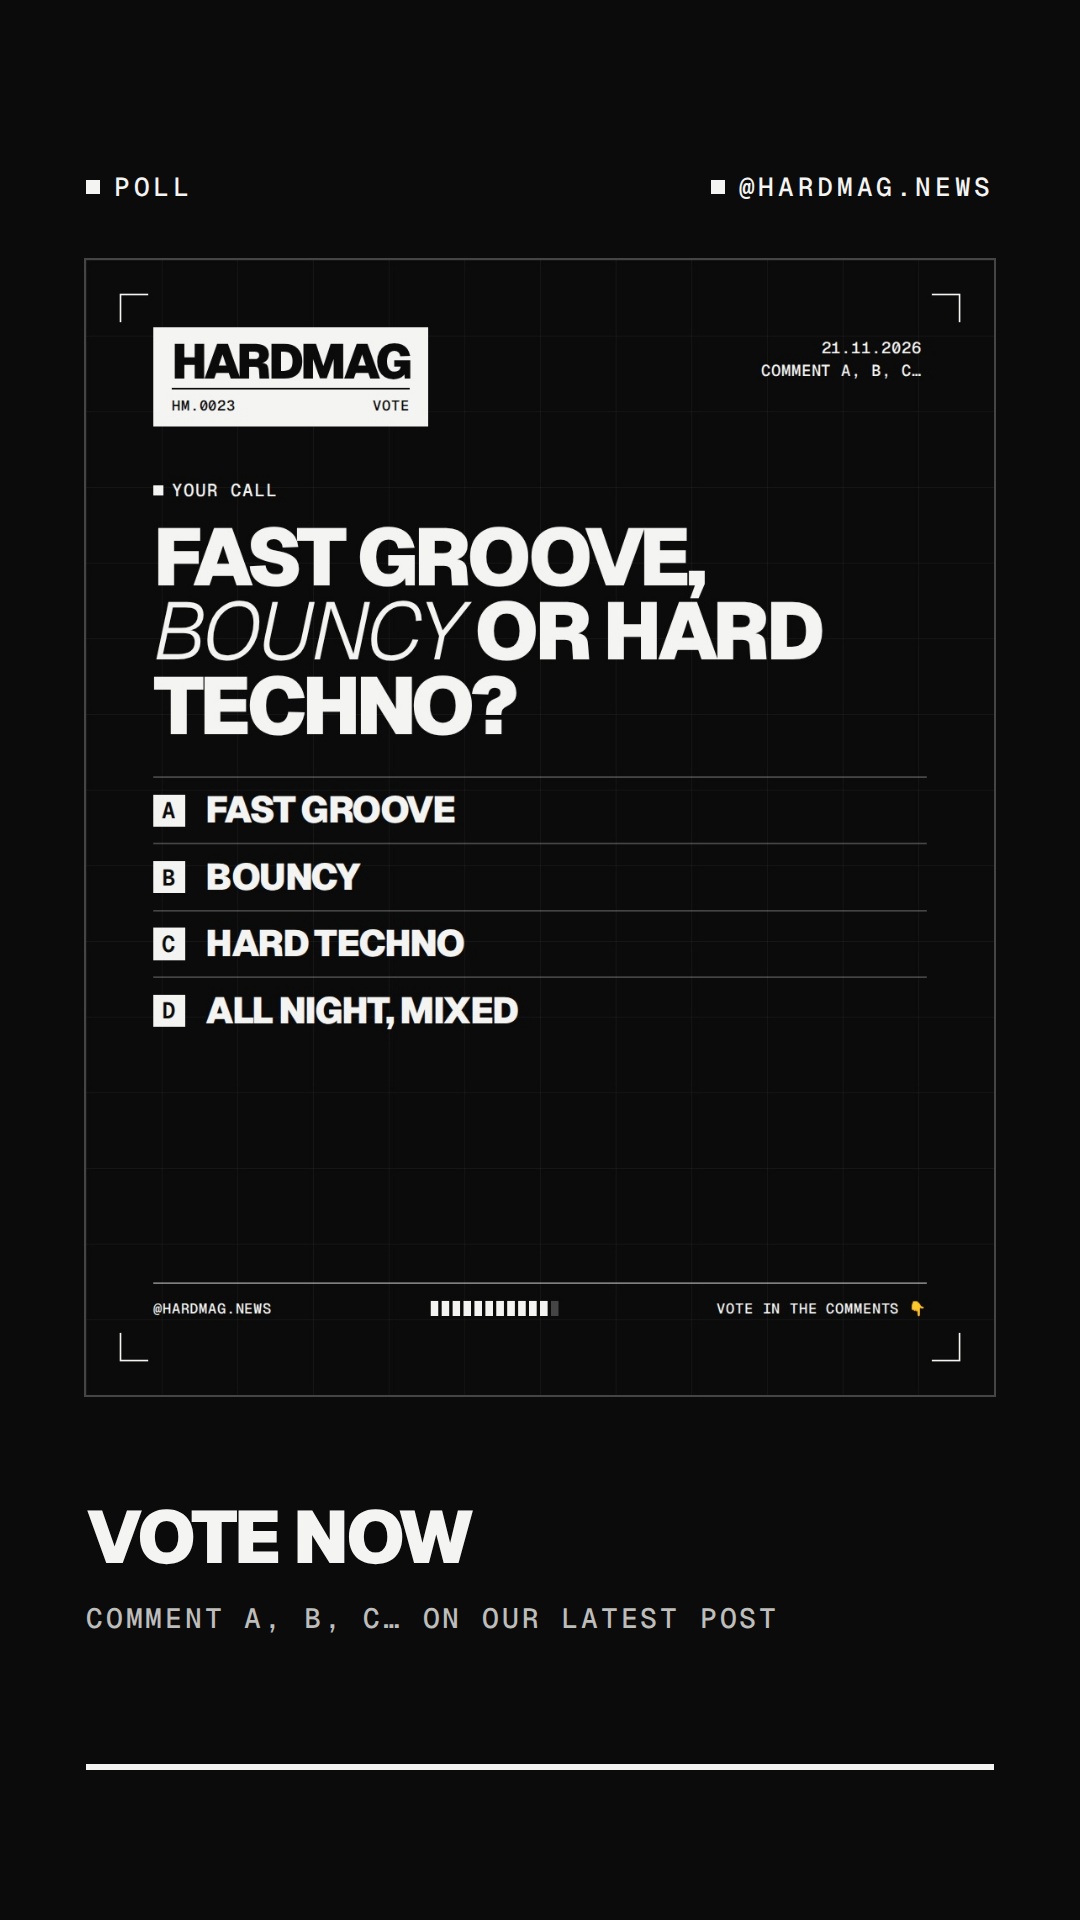 POLL
@HARDMAG.NEWS
HARDMAG
HM.0023 VOTE
21.11.2026
COMMENT A, B, C…
YOUR CALL
FAST GROOVE,
BOUNCY OR HARD
TECHNO?
A FAST GROOVE
B BOUNCY
C HARD TECHNO
D ALL NIGHT, MIXED
@HARDMAG.NEWS
VOTE IN THE COMMENTS 👇
VOTE NOW
COMMENT A, B, C… ON OUR LATEST POST